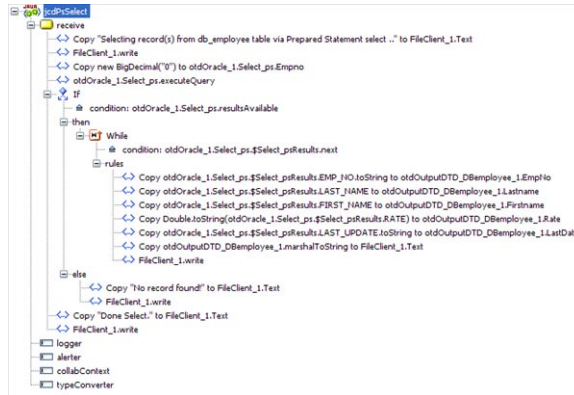 JAVA
jcdPsSelect
receive
Copy "Selecting record(s) from db_employee table via Prepared Statement select .." to FileClient_1.Text
FileClient_1.write
Copy new BigDecimal("0") to otdOracle_1.Select_ps.Empno
otdOracle_1.Select_ps.executeQuery
If
condition: otdOracle_1.Select_ps.resultsAvailable
then
While
condition: otdOracle_1.Select_ps.$Select_psResults.next
rules
Copy otdOracle_1.Select_ps.$Select_psResults.EMP_NO.toString to otdOutputDTD_DBemployee_1.EmpNo
Copy otdOracle_1.Select_ps.$Select_psResults.LAST_NAME to otdOutputDTD_DBemployee_1.Lastname
Copy otdOracle_1.Select_ps.$Select_psResults.FIRST_NAME to otdOutputDTD_DBemployee_1.Firstname
Copy Double.toString(otdOracle_1.Select_ps.$Select_psResults.RATE) to otdOutputDTD_DBemployee_1.Rate
Copy otdOracle_1.Select_ps.$Select_psResults.LAST_UPDATE.toString to otdOutputDTD_DBemployee_1.LastDat
Copy otdOutputDTD_DBemployee_1.marshalToString to FileClient_1.Text
FileClient_1.write
else
Copy "No record found!" to FileClient_1.Text
FileClient_1.write
Copy "Done Select." to FileClient_1.Text
FileClient_1.write
logger
alerter
collabContext
typeConverter